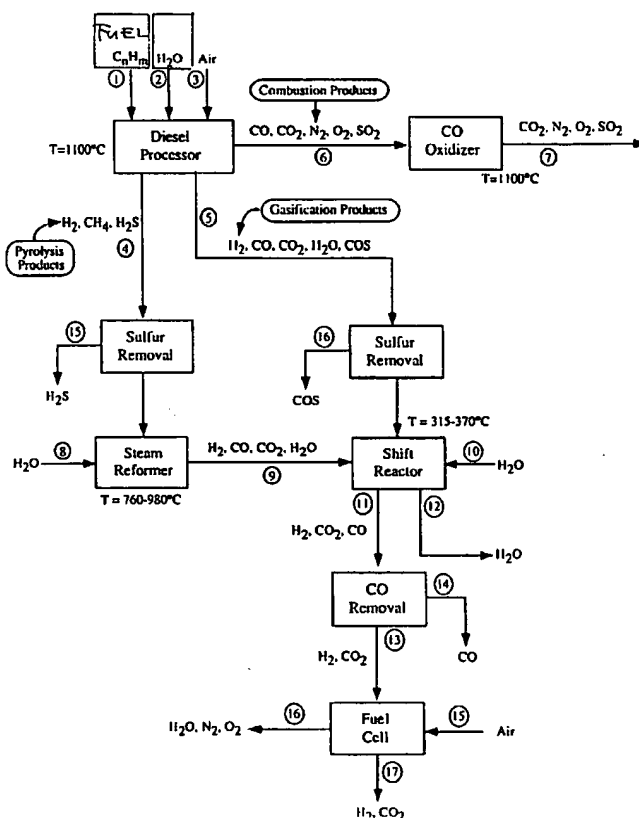 FUEL
CnHm H2O Air
1 2 3
Combustion Products
T=1100°C
Diesel Processor
CO, CO2, N2, O2, SO2
6
CO Oxidizer
CO2, N2, O2, SO2
7
T=1100°C
H2, CH4, H2S
4
Pyrolysis Products
5
Gasification Products
H2, CO, CO2, H2O, COS
15
Sulfur Removal
H2S
16
Sulfur Removal
COS
T = 315-370°C
H2O
8
Steam Reformer
T = 760-980°C
H2, CO, CO2, H2O
9
Shift Reactor
10
H2O
11
12
H2, CO2, CO
H2O
CO Removal
14
CO
13
H2, CO2
H2O, N2, O2
16
Fuel Cell
15
Air
17
H2, CO2